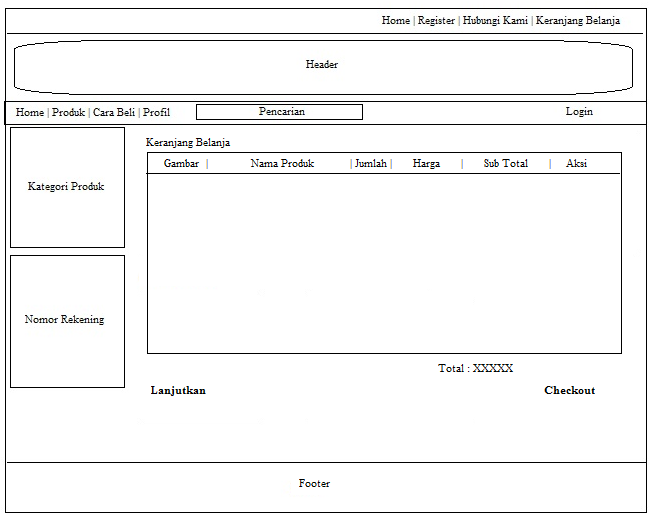 Home | Register | Hubungi Kami | Keranjang Belanja
Header
Home | Produk | Cara Beli | Profil
Pencarian
Login
Kategori Produk
Nomor Rekening
Keranjang Belanja
Gambar | Nama Produk | Jumlah | Harga | Sub Total | Aksi
Total : XXXXX
Lanjutkan
Checkout
Footer